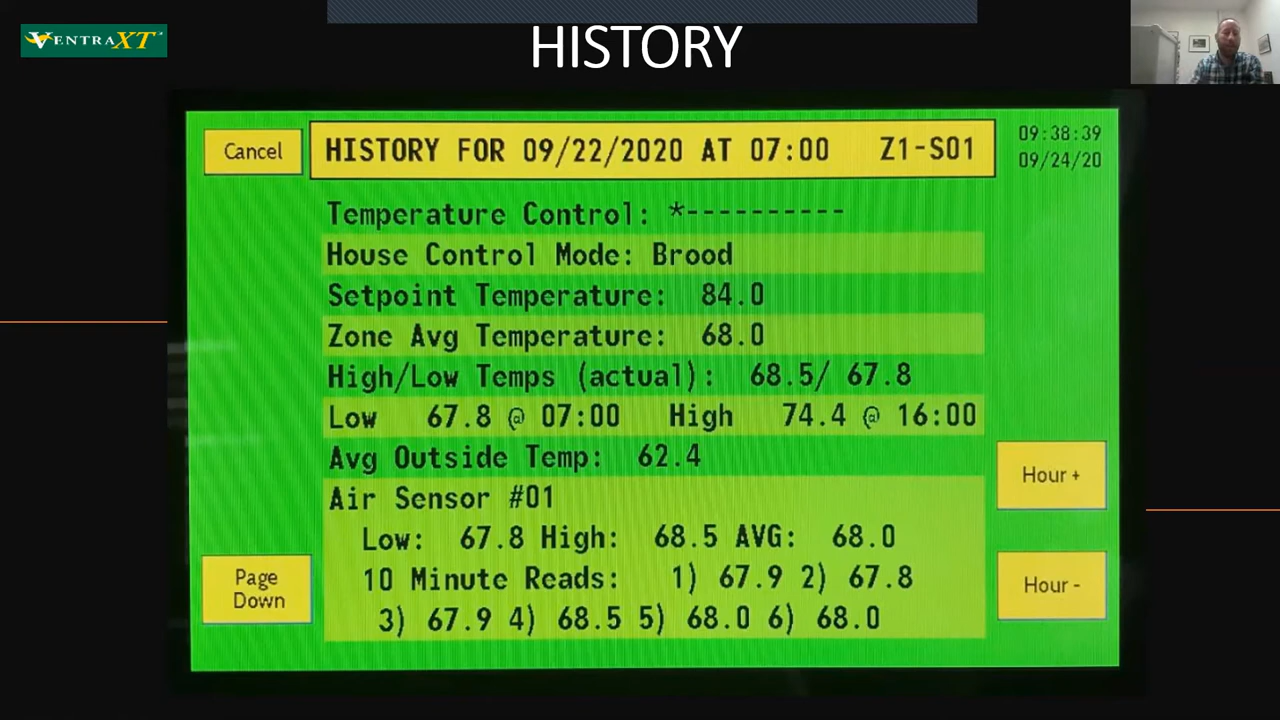 VENTRAXT
HISTORY
Cancel
HISTORY FOR 09/22/2020 AT 07:00 Z1-S01
09:38:39
09/24/20
Temperature Control: *----------
House Control Mode: Brood
Setpoint Temperature: 84.0
Zone Avg Temperature: 68.0
High/Low Temps (actual): 68.5/ 67.8
Low 67.8 @ 07:00 High 74.4 @ 16:00
Avg Outside Temp: 62.4
Air Sensor #01
Low: 67.8 High: 68.5 AVG: 68.0
10 Minute Reads: 1) 67.9 2) 67.8
3) 67.9 4) 68.5 5) 68.0 6) 68.0
Hour +
Page
Down
Hour -